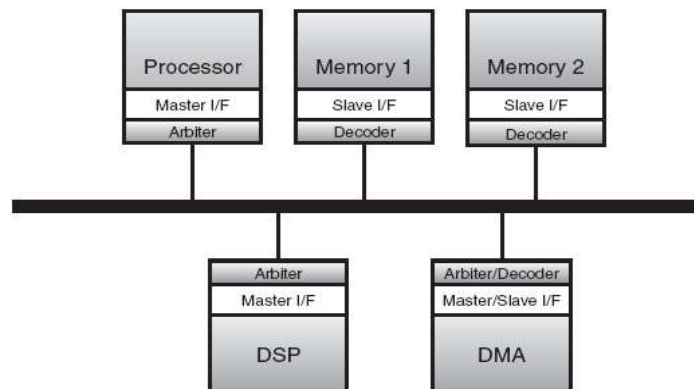 Processor
Master I/F
Arbiter
Memory 1
Slave I/F
Decoder
Memory 2
Slave I/F
Decoder
Arbiter
Master I/F
DSP
Arbiter/Decoder
Master/Slave I/F
DMA